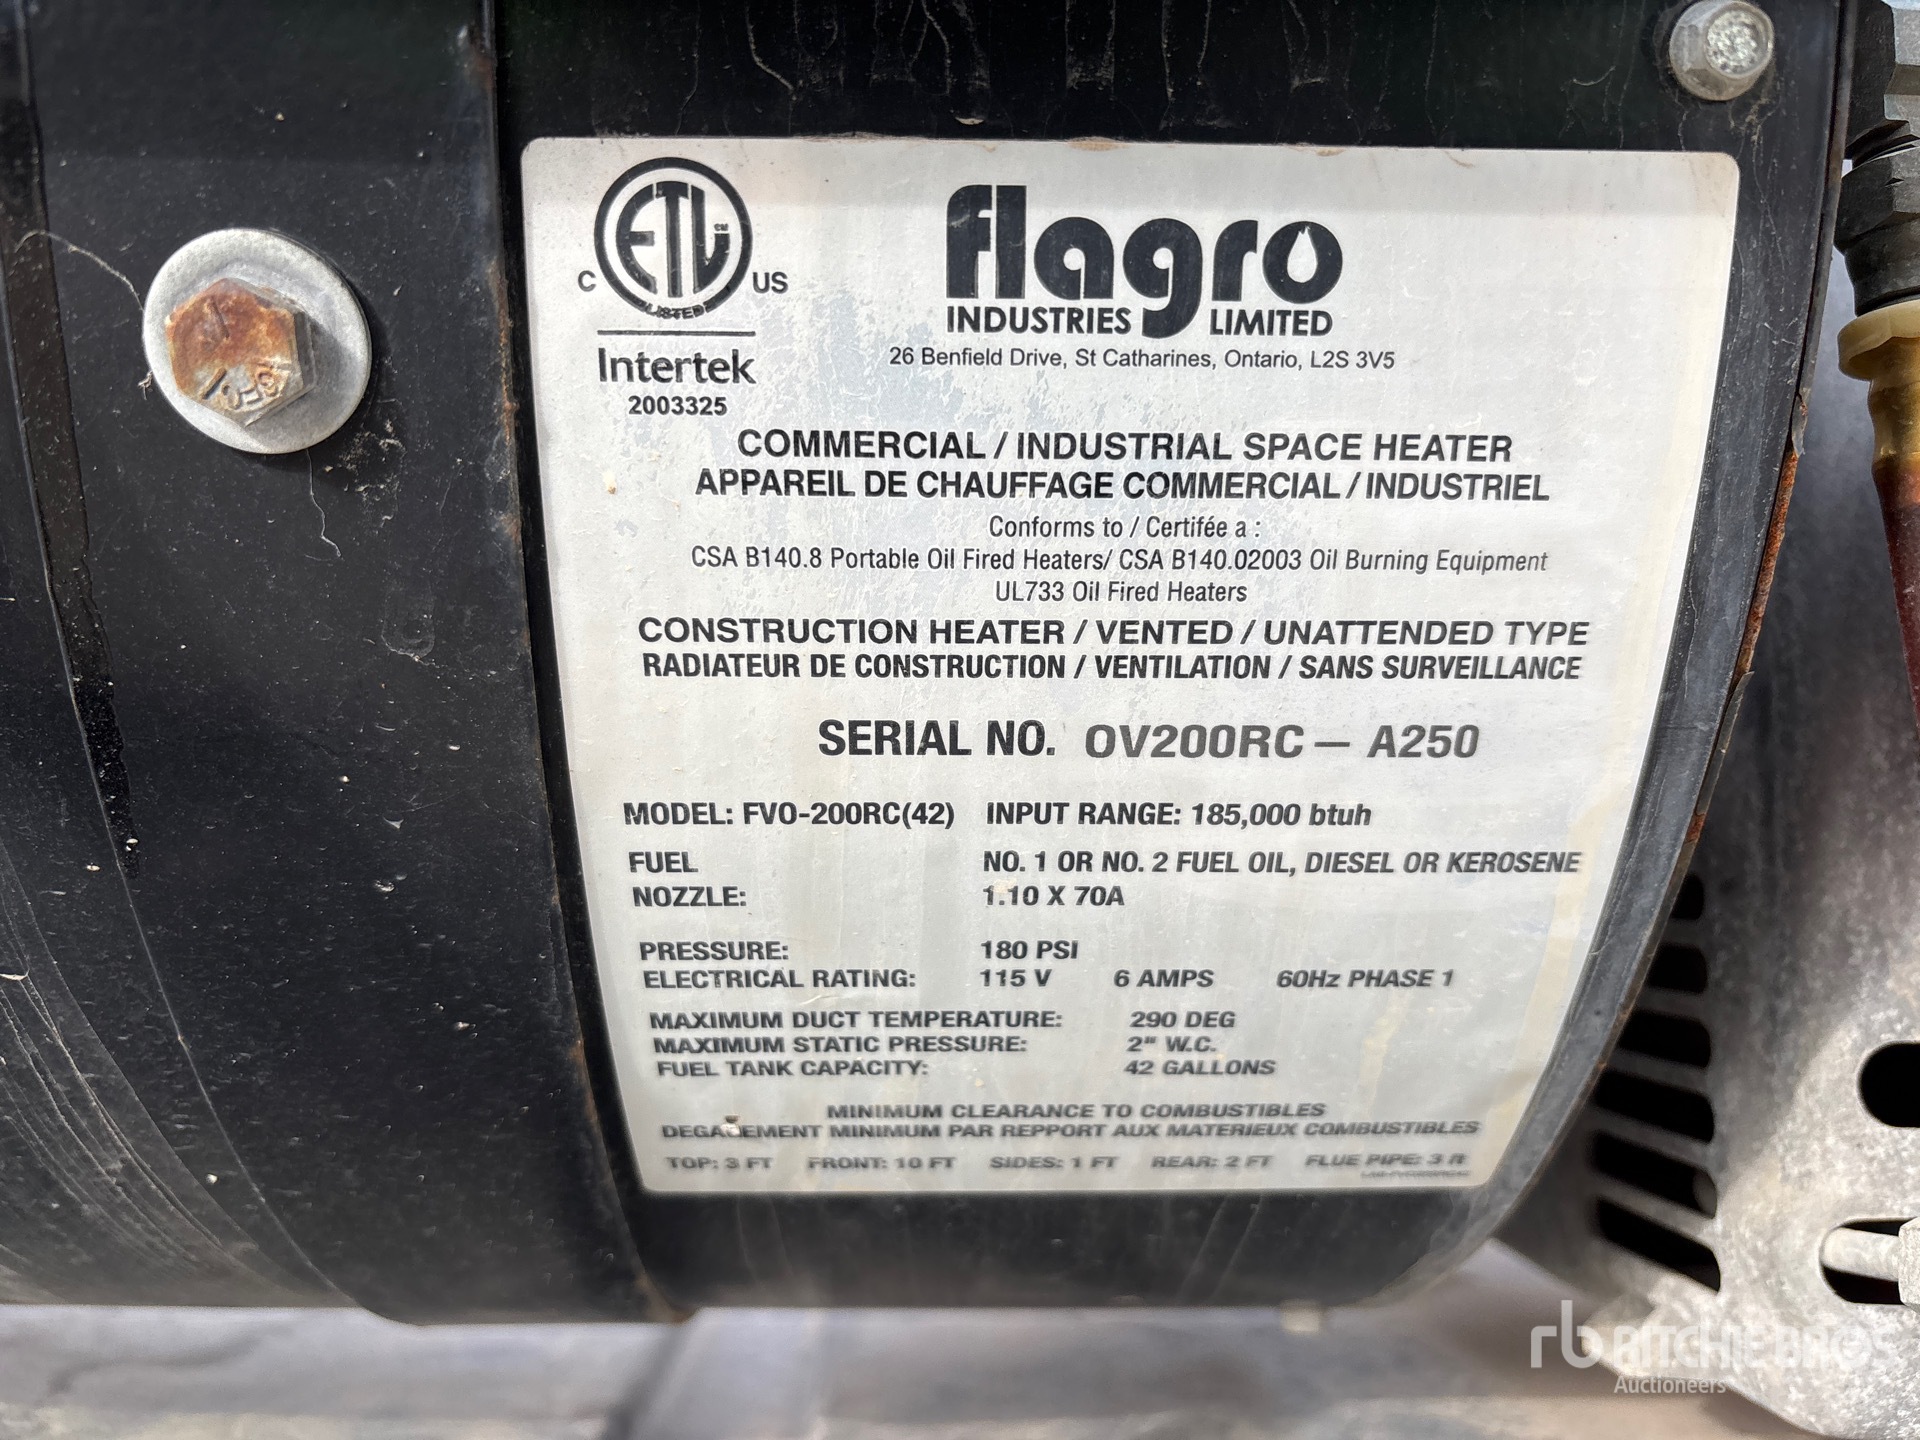 ETL CM
LISTED
C US
Intertek
2003325
flagro
INDUSTRIES LIMITED
26 Benfield Drive, St Catharines, Ontario, L2S 3V5
COMMERCIAL / INDUSTRIAL SPACE HEATER
APPAREIL DE CHAUFFAGE COMMERCIAL / INDUSTRIEL
Conforms to / Certifée a :
CSA B140.8 Portable Oil Fired Heaters/ CSA B140.02003 Oil Burning Equipment
UL733 Oil Fired Heaters
CONSTRUCTION HEATER / VENTED / UNATTENDED TYPE
RADIATEUR DE CONSTRUCTION / VENTILATION / SANS SURVEILLANCE
SERIAL NO. OV200RC — A250
MODEL: FVO-200RC(42) INPUT RANGE: 185,000 btuh
FUEL NO. 1 OR NO. 2 FUEL OIL, DIESEL OR KEROSENE
NOZZLE: 1.10 X 70A
PRESSURE: 180 PSI
ELECTRICAL RATING: 115 V 6 AMPS 60Hz PHASE 1
MAXIMUM DUCT TEMPERATURE: 290 DEG
MAXIMUM STATIC PRESSURE: 2" W.C.
FUEL TANK CAPACITY: 42 GALLONS
MINIMUM CLEARANCE TO COMBUSTIBLES
DEGAGEMENT MINIMUM PAR REPPORT AUX MATERIEUX COMBUSTIBLES
TOP: 3 FT FRONT: 10 FT SIDES: 1 FT REAR: 2 FT FLUE PIPE: 3 ft
rb RITCHIE BROS
Auctioneers